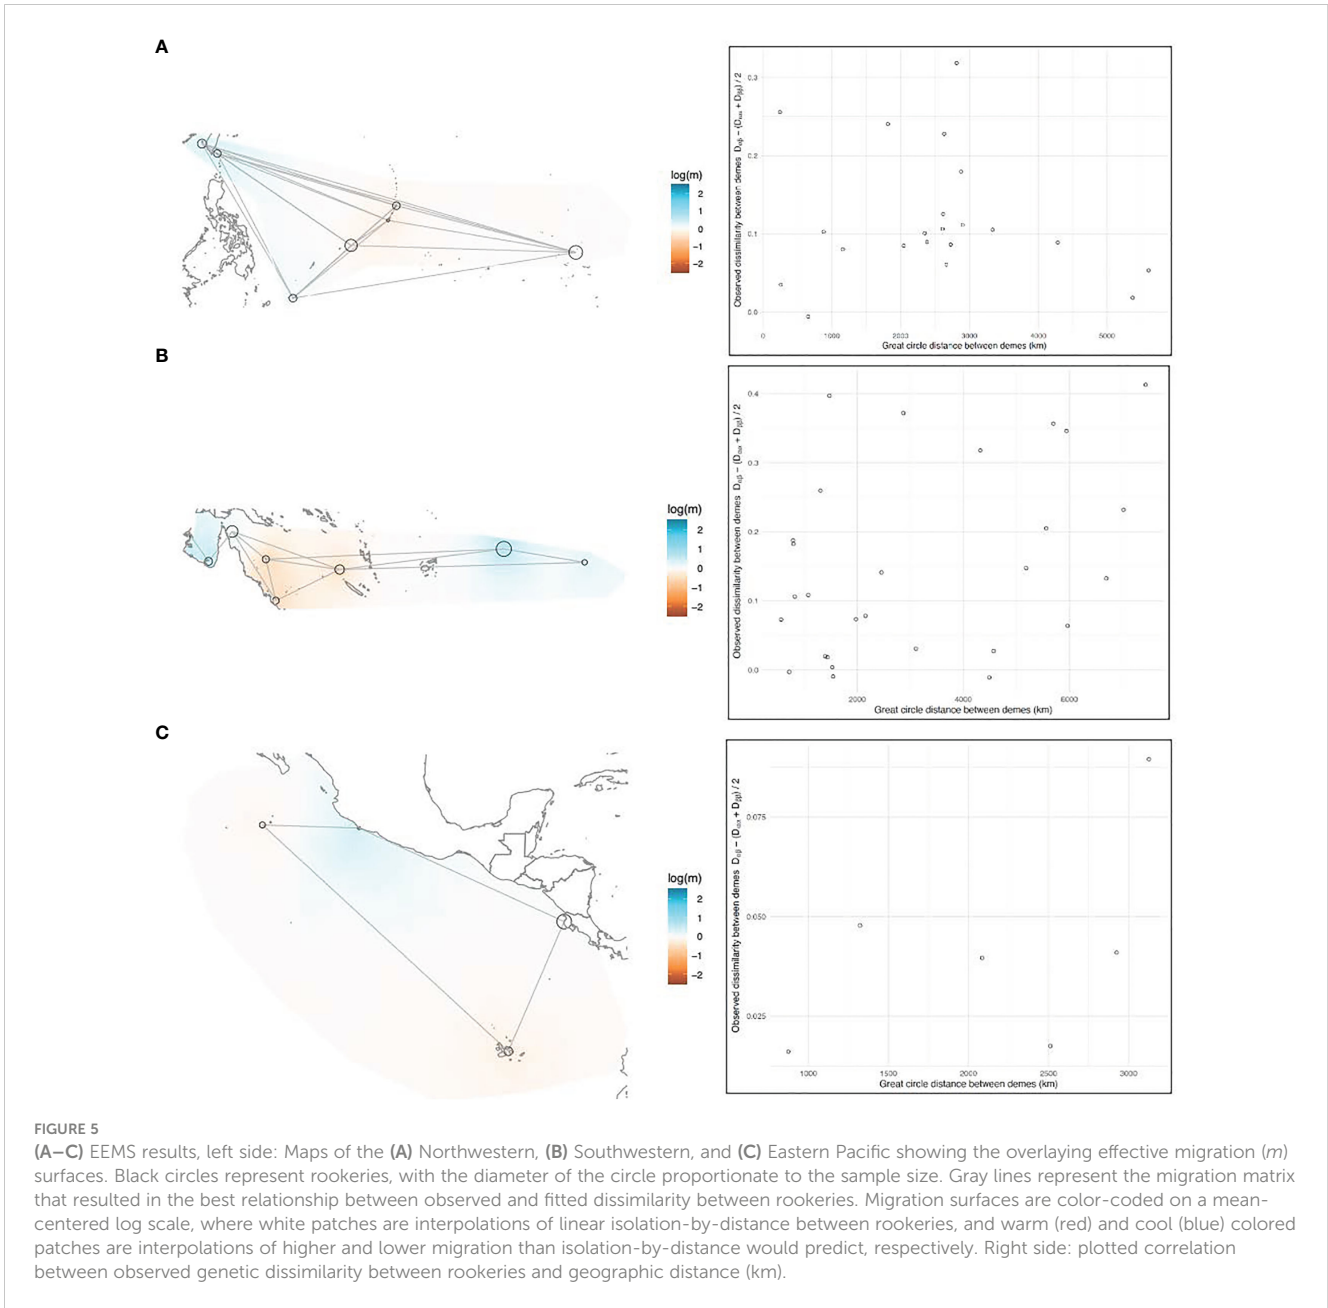 A
log(m)
2
1
0
−1
−2
Observed dissimilarity between demes Dαβ − (Dαα + Dββ) / 2
0.3
0.2
0.1
0.0
0 1000 2000 3000 4000 5000
Great circle distance between demes (km)
B
log(m)
2
1
0
−1
−2
Observed dissimilarity between demes Dαβ − (Dαα + Dββ) / 2
0.4
0.3
0.2
0.1
0.0
2000 4000 6000
Great circle distance between demes (km)
C
log(m)
2
1
0
−1
−2
Observed dissimilarity between demes Dαβ − (Dαα + Dββ) / 2
0.075
0.050
0.025
1000 1500 2000 2500 3000
Great circle distance between demes (km)
FIGURE 5
(A–C) EEMS results, left side: Maps of the (A) Northwestern, (B) Southwestern, and (C) Eastern Pacific showing the overlaying effective migration (m)
surfaces. Black circles represent rookeries, with the diameter of the circle proportionate to the sample size. Gray lines represent the migration matrix
that resulted in the best relationship between observed and fitted dissimilarity between rookeries. Migration surfaces are color-coded on a mean-
centered log scale, where white patches are interpolations of linear isolation-by-distance between rookeries, and warm (red) and cool (blue) colored
patches are interpolations of higher and lower migration than isolation-by-distance would predict, respectively. Right side: plotted correlation
between observed genetic dissimilarity between rookeries and geographic distance (km).